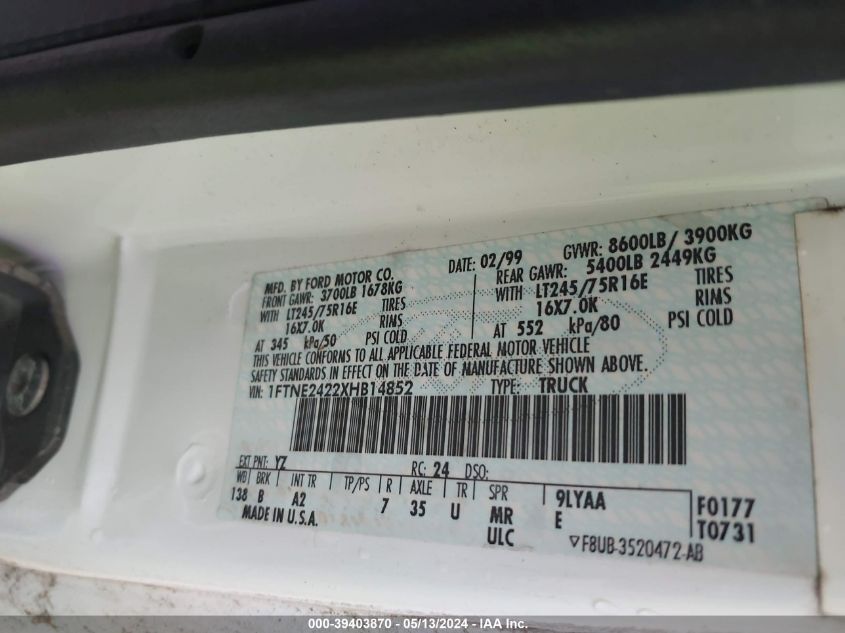 MFD. BY FORD MOTOR CO.
DATE: 02/99 GVWR: 8600LB/ 3900KG
FRONT GAWR: 3700LB 1678KG REAR GAWR: 5400LB 2449KG
WITH LT245/75R16E TIRES WITH LT245/75R16E TIRES
16X7.0K RIMS 16X7.0K RIMS
AT 345 kPa/50 PSI COLD AT 552 kPa/80 PSI COLD
THIS VEHICLE CONFORMS TO ALL APPLICABLE FEDERAL MOTOR VEHICLE
SAFETY STANDARDS IN EFFECT ON THE DATE OF MANUFACTURE SHOWN ABOVE.
VIN: 1FTNE2422XHB14852 TYPE: TRUCK
EXT PNT: YZ RC: 24 DSO:
WB BRK INT TR TP/PS R AXLE TR SPR 9LYAA F0177
138 B A2 7 35 U MR E T0731
MADE IN U.S.A. ULC ▽F8UB-3520472-AB
000-39403870 - 05/13/2024 - IAA Inc.